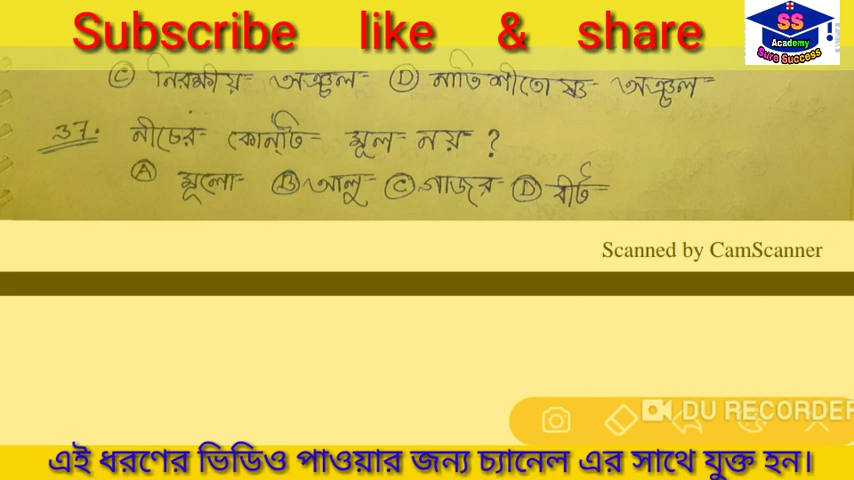 Subscribe like & share
SS
Academy
Sure Success
!
Ⓒ নিরক্ষীয় অঞ্চল Ⓓ নাতিশীতোষ্ণ অঞ্চল
37. নীচের কোনটি মূল নয় ?
Ⓐ মূলো Ⓑ আলু Ⓒ গাজর Ⓓ বীট
Scanned by CamScanner
DU RECORDER
এই ধরণের ভিডিও পাওয়ার জন্য চ্যানেল এর সাথে যুক্ত হন।